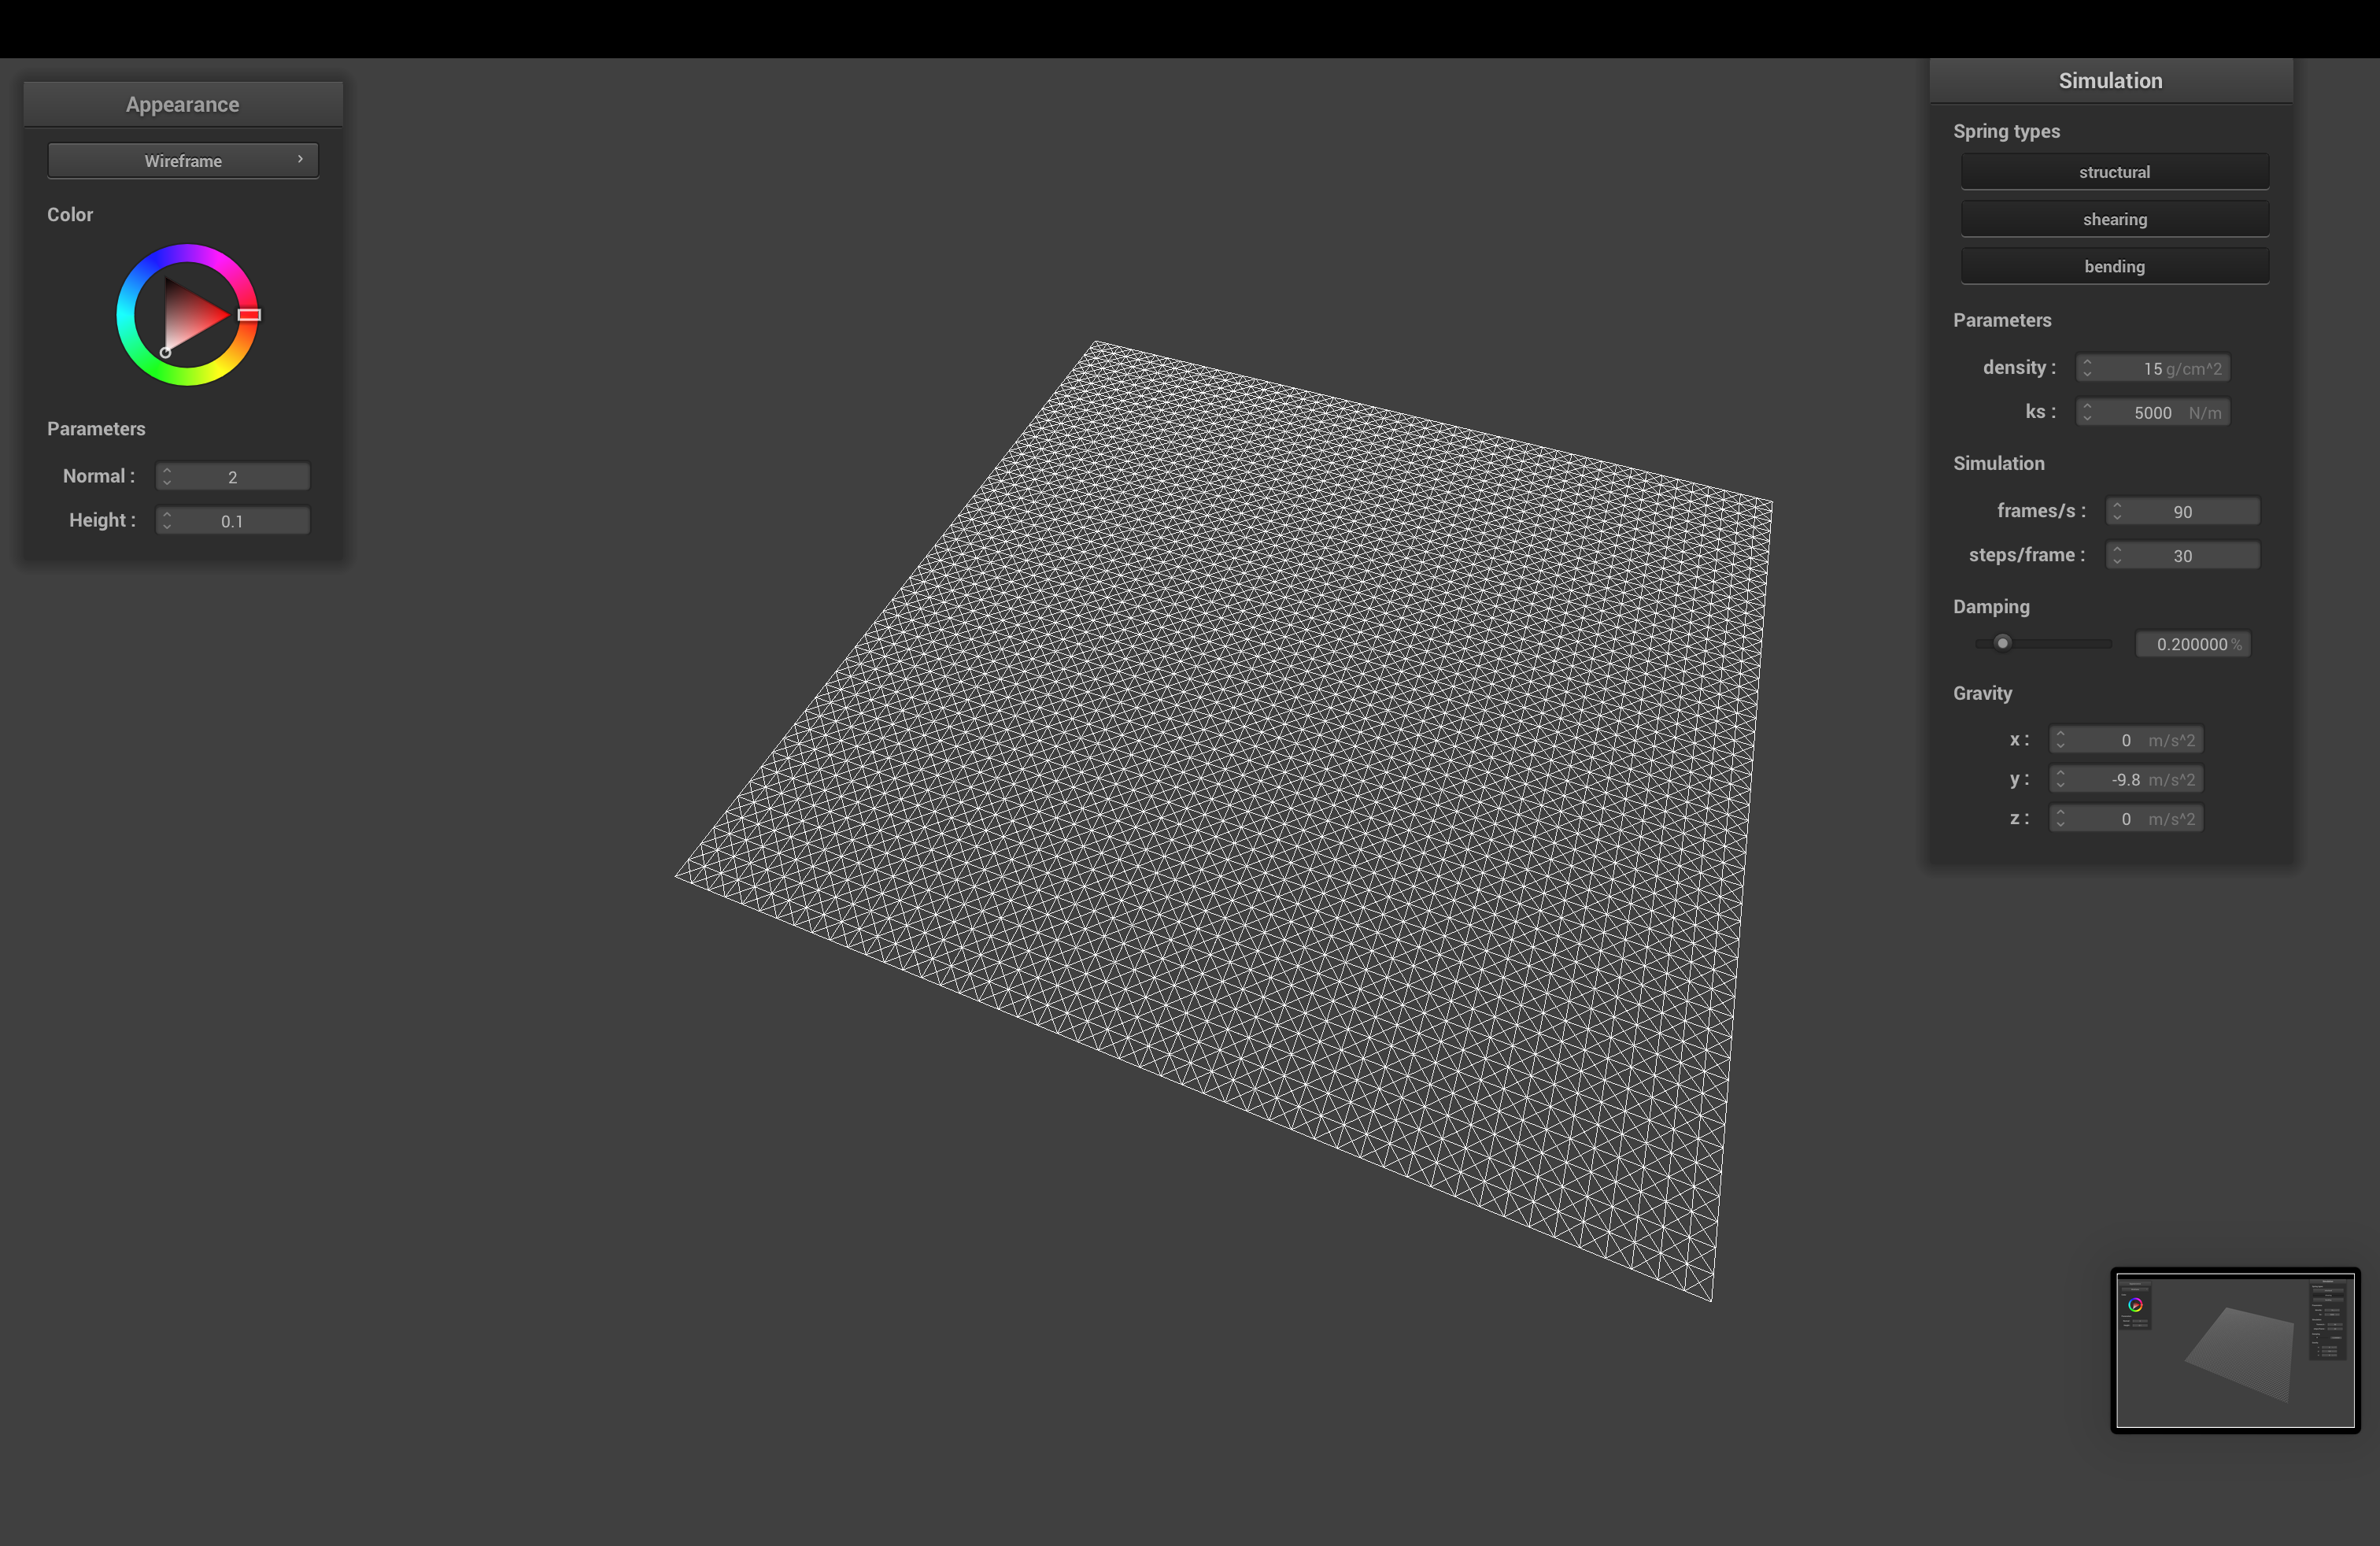 Appearance
Wireframe
Color
Parameters
Normal : 2
Height : 0.1
Simulation
Spring types
structural
shearing
bending
Parameters
density : 15 g/cm^2
ks : 5000 N/m
Simulation
frames/s : 90
steps/frame : 30
Damping
0.200000 %
Gravity
x : 0 m/s^2
y : -9.8 m/s^2
z : 0 m/s^2